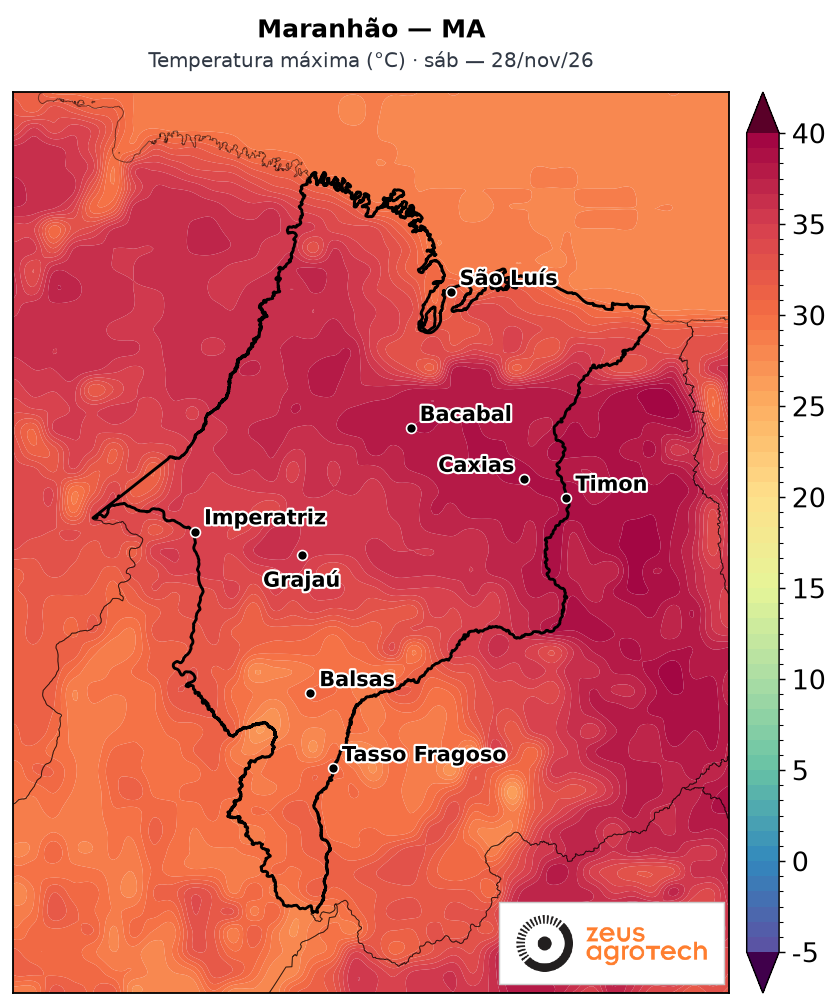 Maranhão — MA
Temperatura máxima (°C) · sáb — 28/nov/26
40
35
30
25
20
15
10
5
0
-5
São Luís
Bacabal
Caxias
Timon
Imperatriz
Grajaú
Balsas
Tasso Fragoso
zeus
agrotech